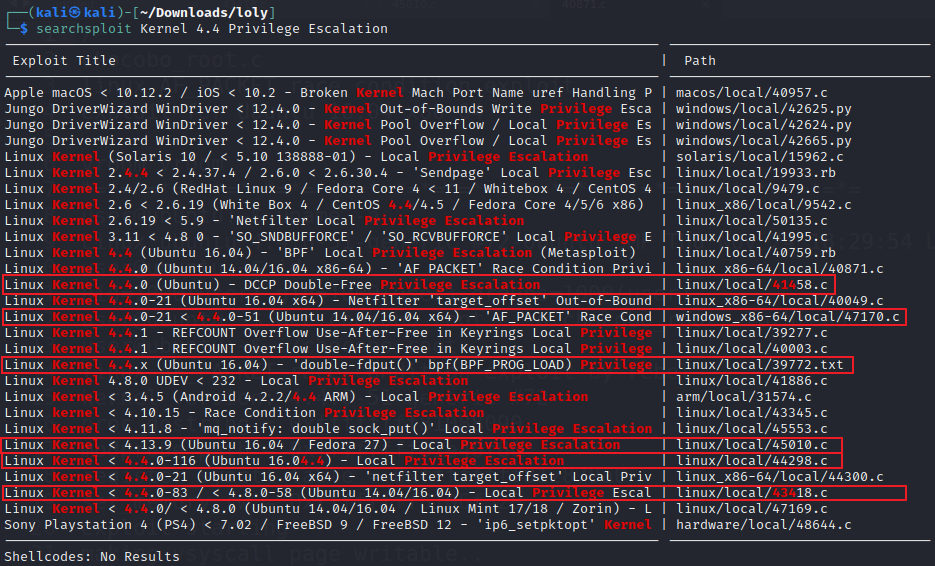 (kali㉿kali)-[~/Downloads/loly]
$ searchsploit Kernel 4.4 Privilege Escalation
Exploit Title | Path
Apple macOS < 10.12.2 / iOS < 10.2 - Broken Kernel Mach Port Name uref Handling P | macos/local/40957.c
Jungo DriverWizard WinDriver < 12.4.0 - Kernel Out-of-Bounds Write Privilege Esca | windows/local/42625.py
Jungo DriverWizard WinDriver < 12.4.0 - Kernel Pool Overflow / Local Privilege Es | windows/local/42624.py
Jungo DriverWizard WinDriver < 12.4.0 - Kernel Pool Overflow / Local Privilege Es | windows/local/42665.py
Linux Kernel (Solaris 10 / < 5.10 138888-01) - Local Privilege Escalation | solaris/local/15962.c
Linux Kernel 2.4.4 < 2.4.37.4 / 2.6.0 < 2.6.30.4 - 'Sendpage' Local Privilege Esc | linux/local/19933.rb
Linux Kernel 2.4/2.6 (RedHat Linux 9 / Fedora Core 4 < 11 / Whitebox 4 / CentOS 4 | linux/local/9479.c
Linux Kernel 2.6 < 2.6.19 (White Box 4 / CentOS 4.4/4.5 / Fedora Core 4/5/6 x86) | linux_x86/local/9542.c
Linux Kernel 2.6.19 < 5.9 - 'Netfilter Local Privilege Escalation | linux/local/50135.c
Linux Kernel 3.11 < 4.8 0 - 'SO_SNDBUFFORCE' / 'SO_RCVBUFFORCE' Local Privilege E | linux/local/41995.c
Linux Kernel 4.4 (Ubuntu 16.04) - 'BPF' Local Privilege Escalation (Metasploit) | linux/local/40759.rb
Linux Kernel 4.4.0 (Ubuntu 14.04/16.04 x86-64) - 'AF_PACKET' Race Condition Privi | linux_x86-64/local/40871.c
Linux Kernel 4.4.0 (Ubuntu) - DCCP Double-Free Privilege Escalation | linux/local/41458.c
Linux Kernel 4.4.0-21 (Ubuntu 16.04 x64) - Netfilter 'target_offset' Out-of-Bound | linux_x86-64/local/40049.c
Linux Kernel 4.4.0-21 < 4.4.0-51 (Ubuntu 14.04/16.04 x64) - 'AF_PACKET' Race Cond | windows_x86-64/local/47170.c
Linux Kernel 4.4.1 - REFCOUNT Overflow Use-After-Free in Keyrings Local Privilege | linux/local/39277.c
Linux Kernel 4.4.1 - REFCOUNT Overflow Use-After-Free in Keyrings Local Privilege | linux/local/40003.c
Linux Kernel 4.4.x (Ubuntu 16.04) - 'double-fdput()' bpf(BPF_PROG_LOAD) Privilege | linux/local/39772.txt
Linux Kernel 4.8.0 UDEV < 232 - Local Privilege Escalation | linux/local/41886.c
Linux Kernel < 3.4.5 (Android 4.2.2/4.4 ARM) - Local Privilege Escalation | arm/local/31574.c
Linux Kernel < 4.10.15 - Race Condition Privilege Escalation | linux/local/43345.c
Linux Kernel < 4.11.8 - 'mq_notify: double sock_put()' Local Privilege Escalation | linux/local/45553.c
Linux Kernel < 4.13.9 (Ubuntu 16.04 / Fedora 27) - Local Privilege Escalation | linux/local/45010.c
Linux Kernel < 4.4.0-116 (Ubuntu 16.04.4) - Local Privilege Escalation | linux/local/44298.c
Linux Kernel < 4.4.0-21 (Ubuntu 16.04 x64) - 'netfilter target_offset' Local Priv | linux_x86-64/local/44300.c
Linux Kernel < 4.4.0-83 / < 4.8.0-58 (Ubuntu 14.04/16.04) - Local Privilege Escal | linux/local/43418.c
Linux Kernel < 4.4.0/ < 4.8.0 (Ubuntu 14.04/16.04 / Linux Mint 17/18 / Zorin) - L | linux/local/47169.c
Sony Playstation 4 (PS4) < 7.02 / FreeBSD 9 / FreeBSD 12 - 'ip6_setpktopt' Kernel | hardware/local/48644.c
Shellcodes: No Results